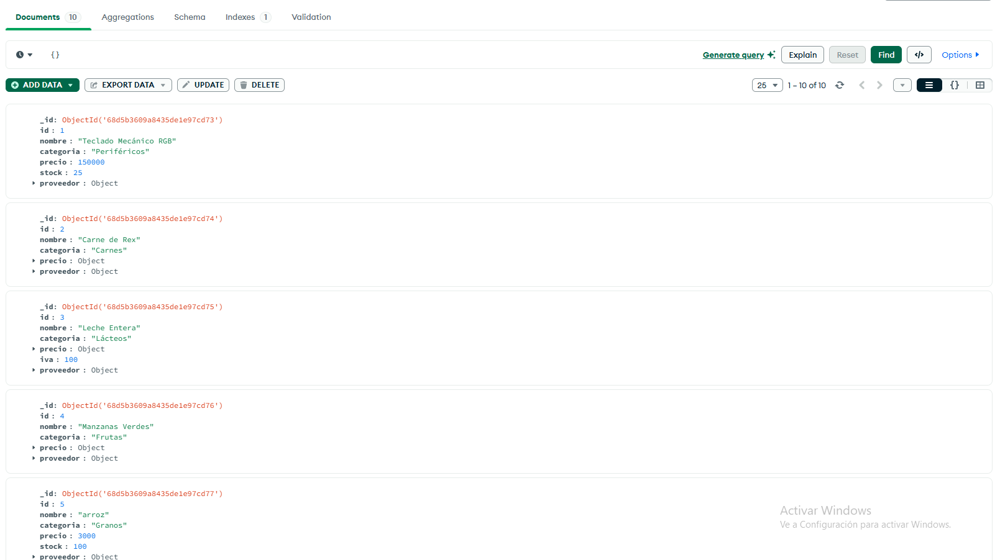 Documents 10 Aggregations Schema Indexes 1 Validation
{} Generate query Explain Reset Find </> Options
ADD DATA EXPORT DATA UPDATE DELETE 25 1 – 10 of 10 {}
_id: ObjectId('68d5b3609a8435de1e97cd73')
id : 1
nombre : "Teclado Mecánico RGB"
categoria : "Periféricos"
precio : 150000
stock : 25
proveedor : Object
_id: ObjectId('68d5b3609a8435de1e97cd74')
id : 2
nombre : "Carne de Rex"
categoria : "Carnes"
precio : Object
proveedor : Object
_id: ObjectId('68d5b3609a8435de1e97cd75')
id : 3
nombre : "Leche Entera"
categoria : "Lácteos"
precio : Object
iva : 100
proveedor : Object
_id: ObjectId('68d5b3609a8435de1e97cd76')
id : 4
nombre : "Manzanas Verdes"
categoria : "Frutas"
precio : Object
proveedor : Object
_id: ObjectId('68d5b3609a8435de1e97cd77')
id : 5
nombre : "arroz"
categoria : "Granos"
precio : 3000
stock : 100
proveedor : Object
Activar Windows
Ve a Configuración para activar Windows.